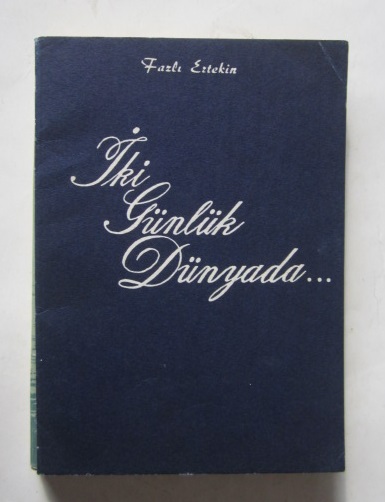 Fazlı Ertekin
İki
Günlük
Dünyada...